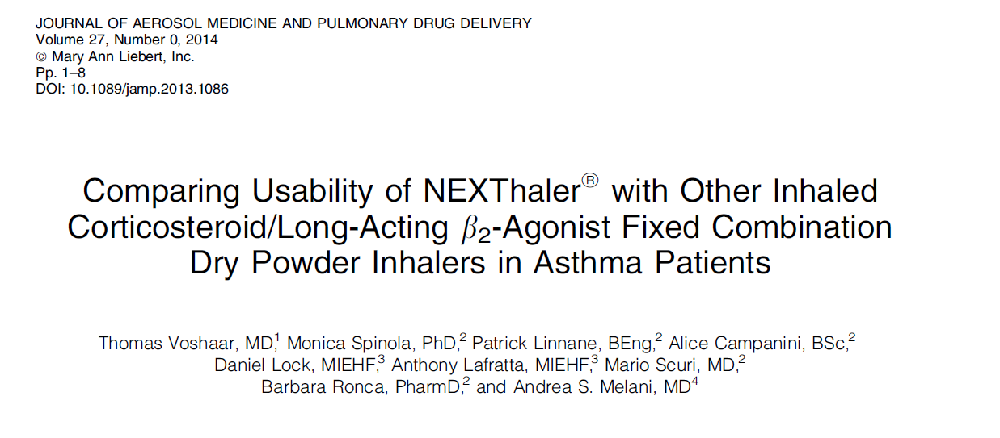 JOURNAL OF AEROSOL MEDICINE AND PULMONARY DRUG DELIVERY
Volume 27, Number 0, 2014
© Mary Ann Liebert, Inc.
Pp. 1–8
DOI: 10.1089/jamp.2013.1086
Comparing Usability of NEXThaler® with Other Inhaled
Corticosteroid/Long-Acting β₂-Agonist Fixed Combination
Dry Powder Inhalers in Asthma Patients
Thomas Voshaar, MD,¹ Monica Spinola, PhD,² Patrick Linnane, BEng,² Alice Campanini, BSc,²
Daniel Lock, MIEHF,³ Anthony Lafratta, MIEHF,³ Mario Scuri, MD,²
Barbara Ronca, PharmD,² and Andrea S. Melani, MD⁴